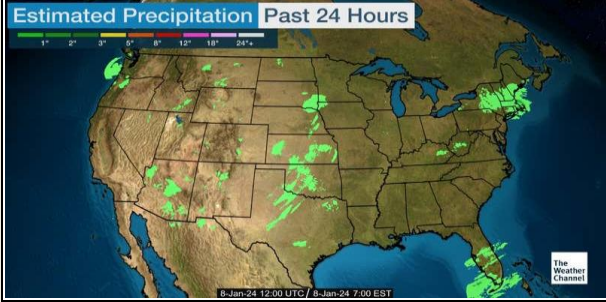 Estimated Precipitation Past 24 Hours
1" 2" 3" 5" 8" 12" 18" 24"+
The
Weather
Channel
8-Jan-24 12:00 UTC / 8-Jan-24 7:00 EST